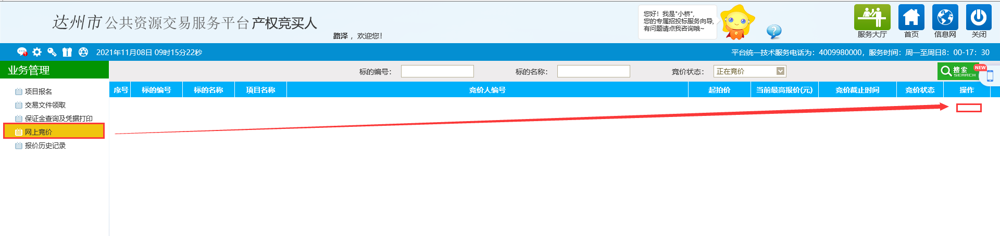 您好！我是"小桥"，
您的专属招投标服务向导，
有问题请点我咨询哦~
达州市 公共资源交易服务平台 产权竞买人
路泽 ， 欢迎您！
服务大厅 首页 信息网 关闭
2021年11月08日 09时15分22秒
平台统一技术服务电话为：4009980000，服务时间：周一至周日8：00-17：30
业务管理
标的编号： 标的名称： 竞价状态： 正在竞价
搜索
SEARCH
NEW
序号 标的编号 标的名称 项目名称 竞价人编号 起拍价 当前最高报价(元) 竞价截止时间 竞价状态 操作
项目报名
交易文件领取
保证金查询及凭据打印
网上竞价
报价历史记录